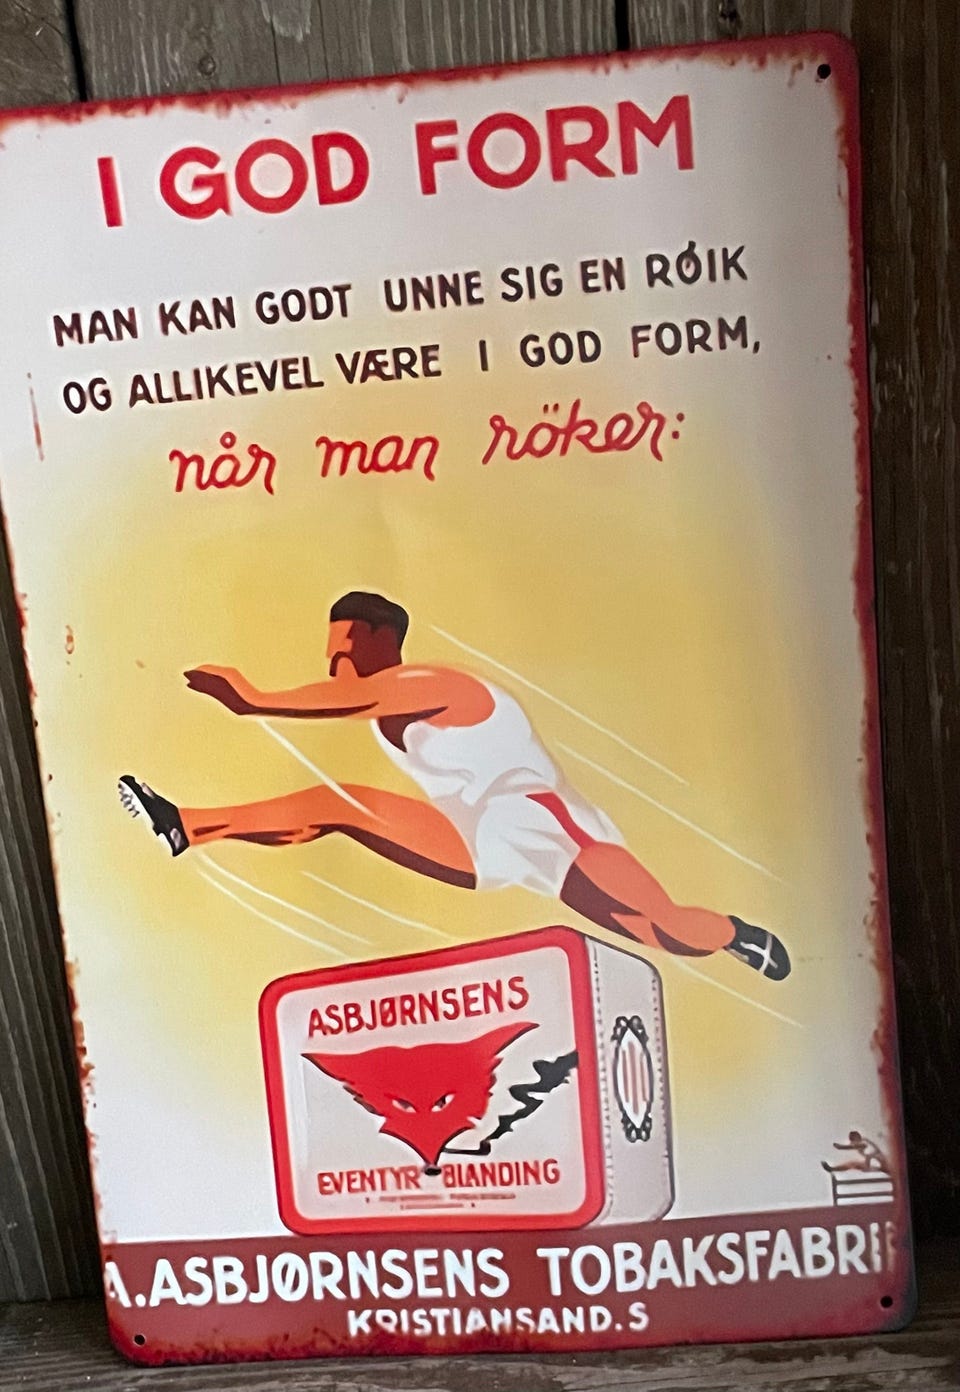 I GOD FORM
MAN KAN GODT UNNE SIG EN RØIK
OG ALLIKEVEL VÆRE I GOD FORM,
når man röker:
ASBJØRNSENS
EVENTYR BLANDING
A.ASBJØRNSENS TOBAKSFABRI
KRISTIANSAND.S